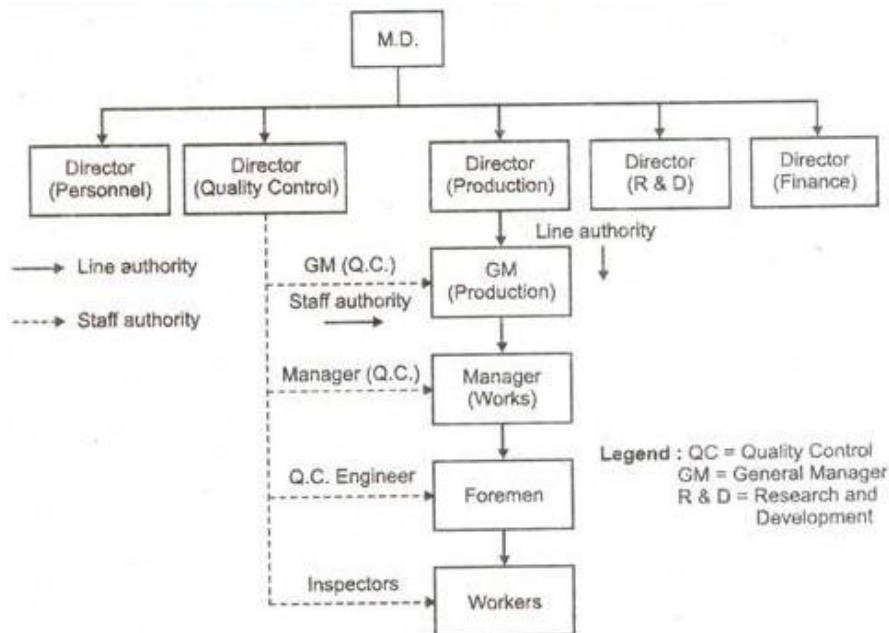 M.D.
Director
(Personnel)
Director
(Quality Control)
Director
(Production)
Director
(R & D)
Director
(Finance)
Line authority
Line authority
Staff authority
GM (Q.C.)
Staff authority
GM
(Production)
Manager (Q.C.)
Manager
(Works)
Q.C. Engineer
Foremen
Inspectors
Workers
Legend : QC = Quality Control
GM = General Manager
R & D = Research and
Development